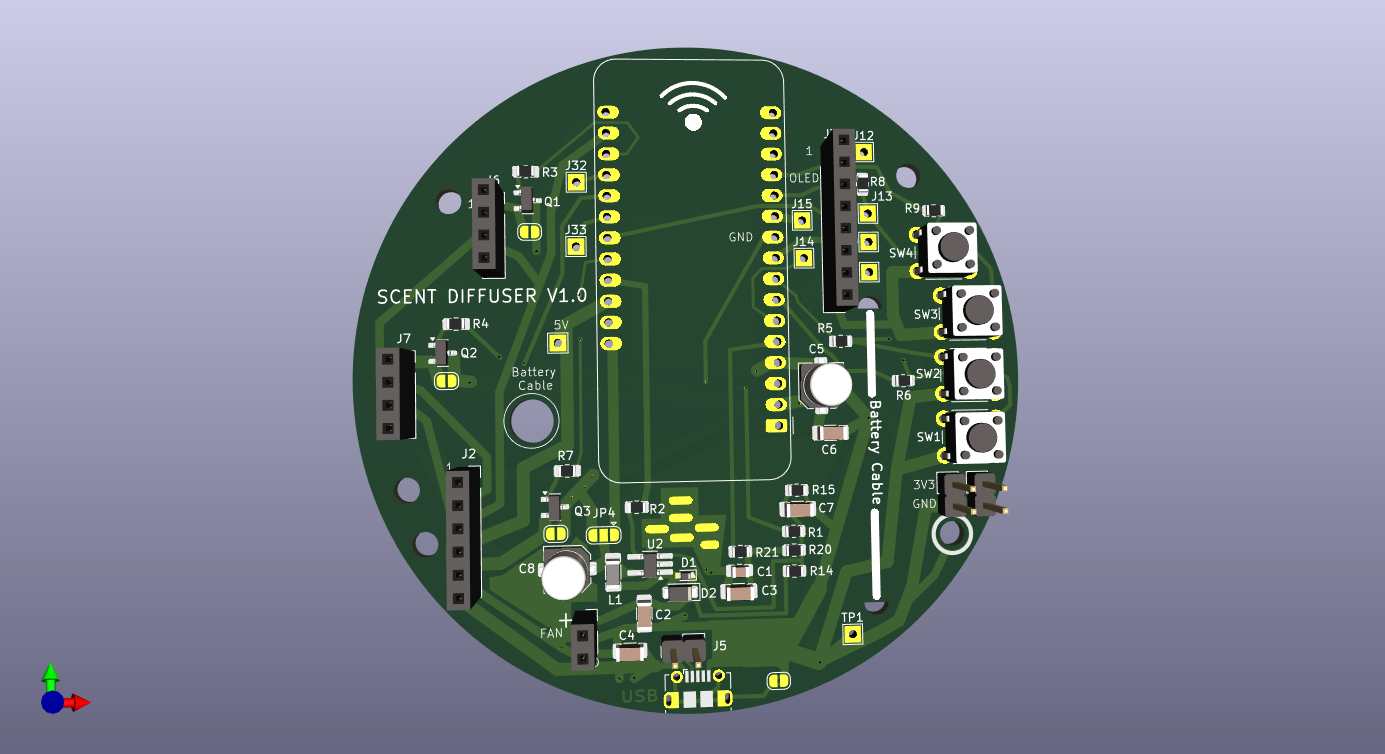 J12
1
J32
R3
J6
OLED
R8
Q1
J13
J15
R9
J33
GND
J14
SW4
SCENT DIFFUSER V1.0
SW3
R4
5V
R5
J7
C5
Q2
Battery
Cable
SW2
R6
Battery Cable
SW1
C6
J2
1
R7
3V3
R15
GND
C7
R2
Q3
JP4
R1
U2
R21
R20
D1
C8
C1
R14
D2
C3
L1
C2
TP1
+
FAN
C4
J5
USB